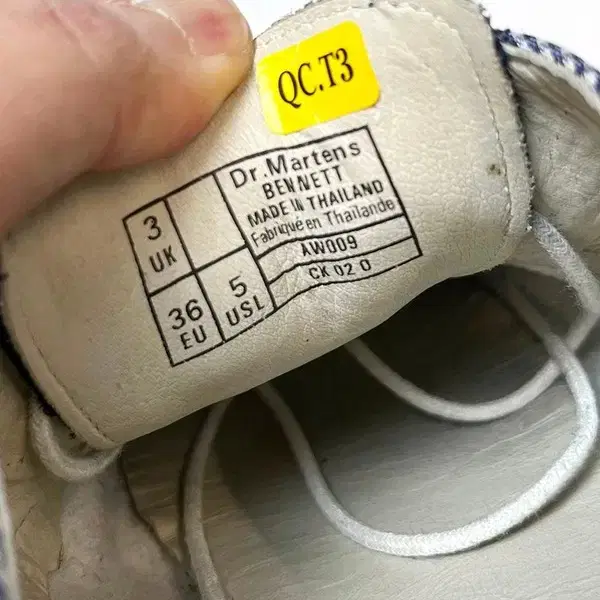 QC.T3
Dr.Martens
BENNETT
MADE IN THAILAND
Fabriqué en Thaïlande
AW009
CK 02 0
3
UK
36
EU
5
USL